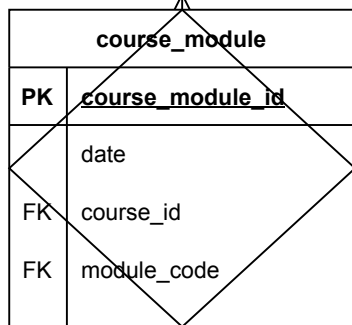 course_module
PK course_module_id
date
FK course_id
FK module_code